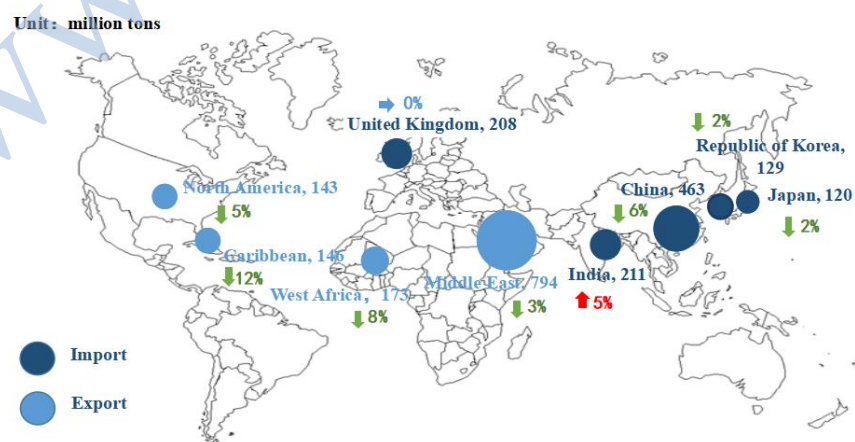 Unit: million tons
0%
United Kingdom, 208
2%
Republic of Korea,
129
North America, 143
5%
China, 463
6%
Japan, 120
2%
Caribbean, 146
12%
West Africa, 173
8%
Middle East, 794
3%
India, 211
5%
Import
Export